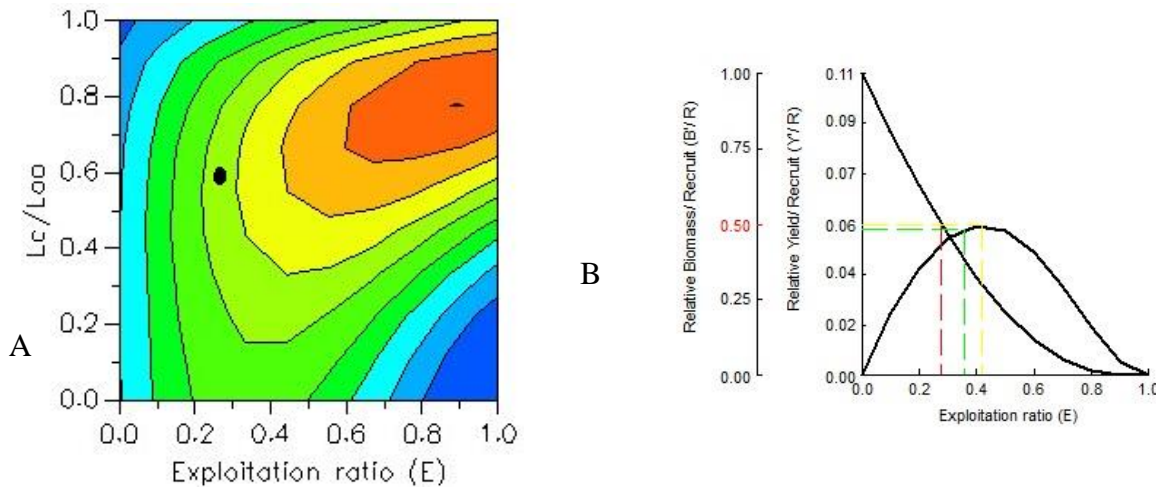 A
Lc/Loo
1.0
0.8
0.6
0.4
0.2
0.0
0.0 0.2 0.4 0.6 0.8 1.0
Exploitation ratio (E)
B
Relative Biomass/ Recruit (B'/ R)
1.00
0.75
0.50
0.25
0.00
Relative Yield/ Recruit (Y'/ R)
0.11
0.09
0.08
0.06
0.04
0.02
0.00
0.0 0.2 0.4 0.6 0.8 1.0
Exploitation ratio (E)